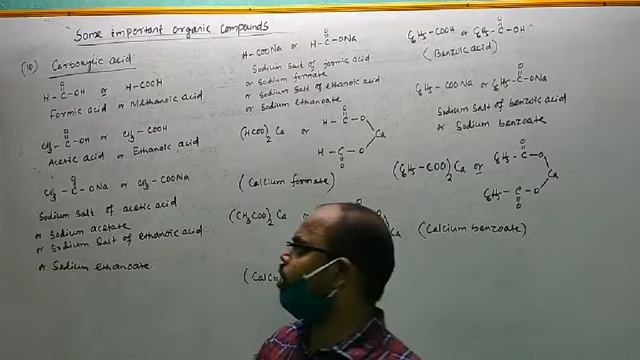 Some important organic compounds
(10) Carboxylic acid
H - C - OH or H-COOH
O
Formic acid or Methanoic acid
O
CH3 - C - OH or CH3 - COOH
Acetic acid or Ethanoic acid
O
CH3 - C - ONa or CH3 - COONa
Sodium salt of acetic acid
or Sodium acetate
or Sodium Salt of ethanoic acid
or Sodium ethanoate
O
H - COONa or H - C - ONa
Sodium salt of formic acid
or Sodium formate
or Sodium salt of ethanoic acid
or Sodium ethanoate
O
(HCOO)2 Ca or H - C - O
Ca
H - C - O
O
(Calcium formate)
(CH3COO)2 Ca or
Ca
O
C6H5 - COOH or C6H5 - C - OH
(Benzoic acid)
O
C6H5 - COONa or C6H5 - C - ONa
Sodium salt of benzoic acid
or Sodium benzoate
O
(C6H5 - COO)2 Ca or C6H5 - C - O
Ca
C6H5 - C - O
O
(Calcium benzoate)